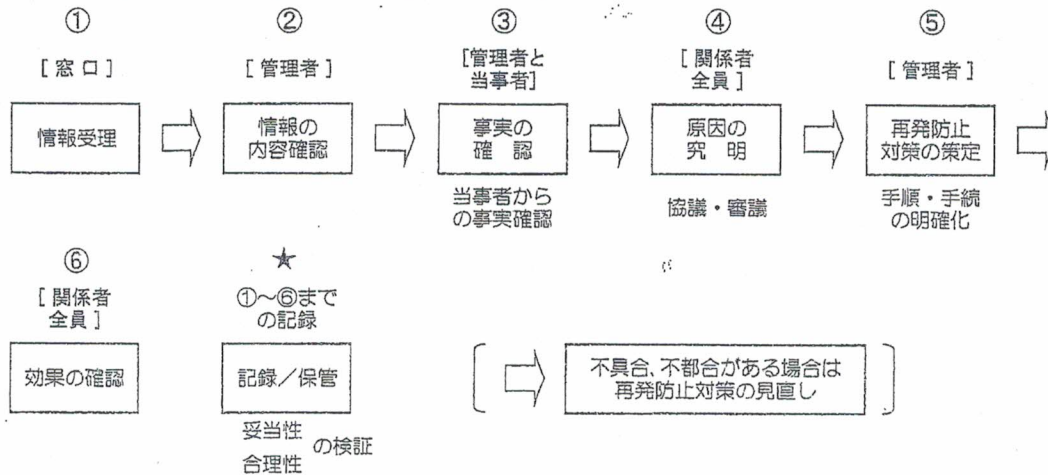 ①
[ 窓口 ]
情報受理
②
[ 管理者 ]
情報の
内容確認
③
[管理者と
当事者]
事実の
確　認
当事者から
の事実確認
④
[ 関係者
全員 ]
原因の
究　明
協議・審議
⑤
[ 管理者 ]
再発防止
対策の策定
手順・手続
の明確化
⑥
[ 関係者
全員 ]
効果の確認
★
①～⑥まで
の記録
記録／保管
妥当性
合理性
の検証
不具合、不都合がある場合は
再発防止対策の見直し